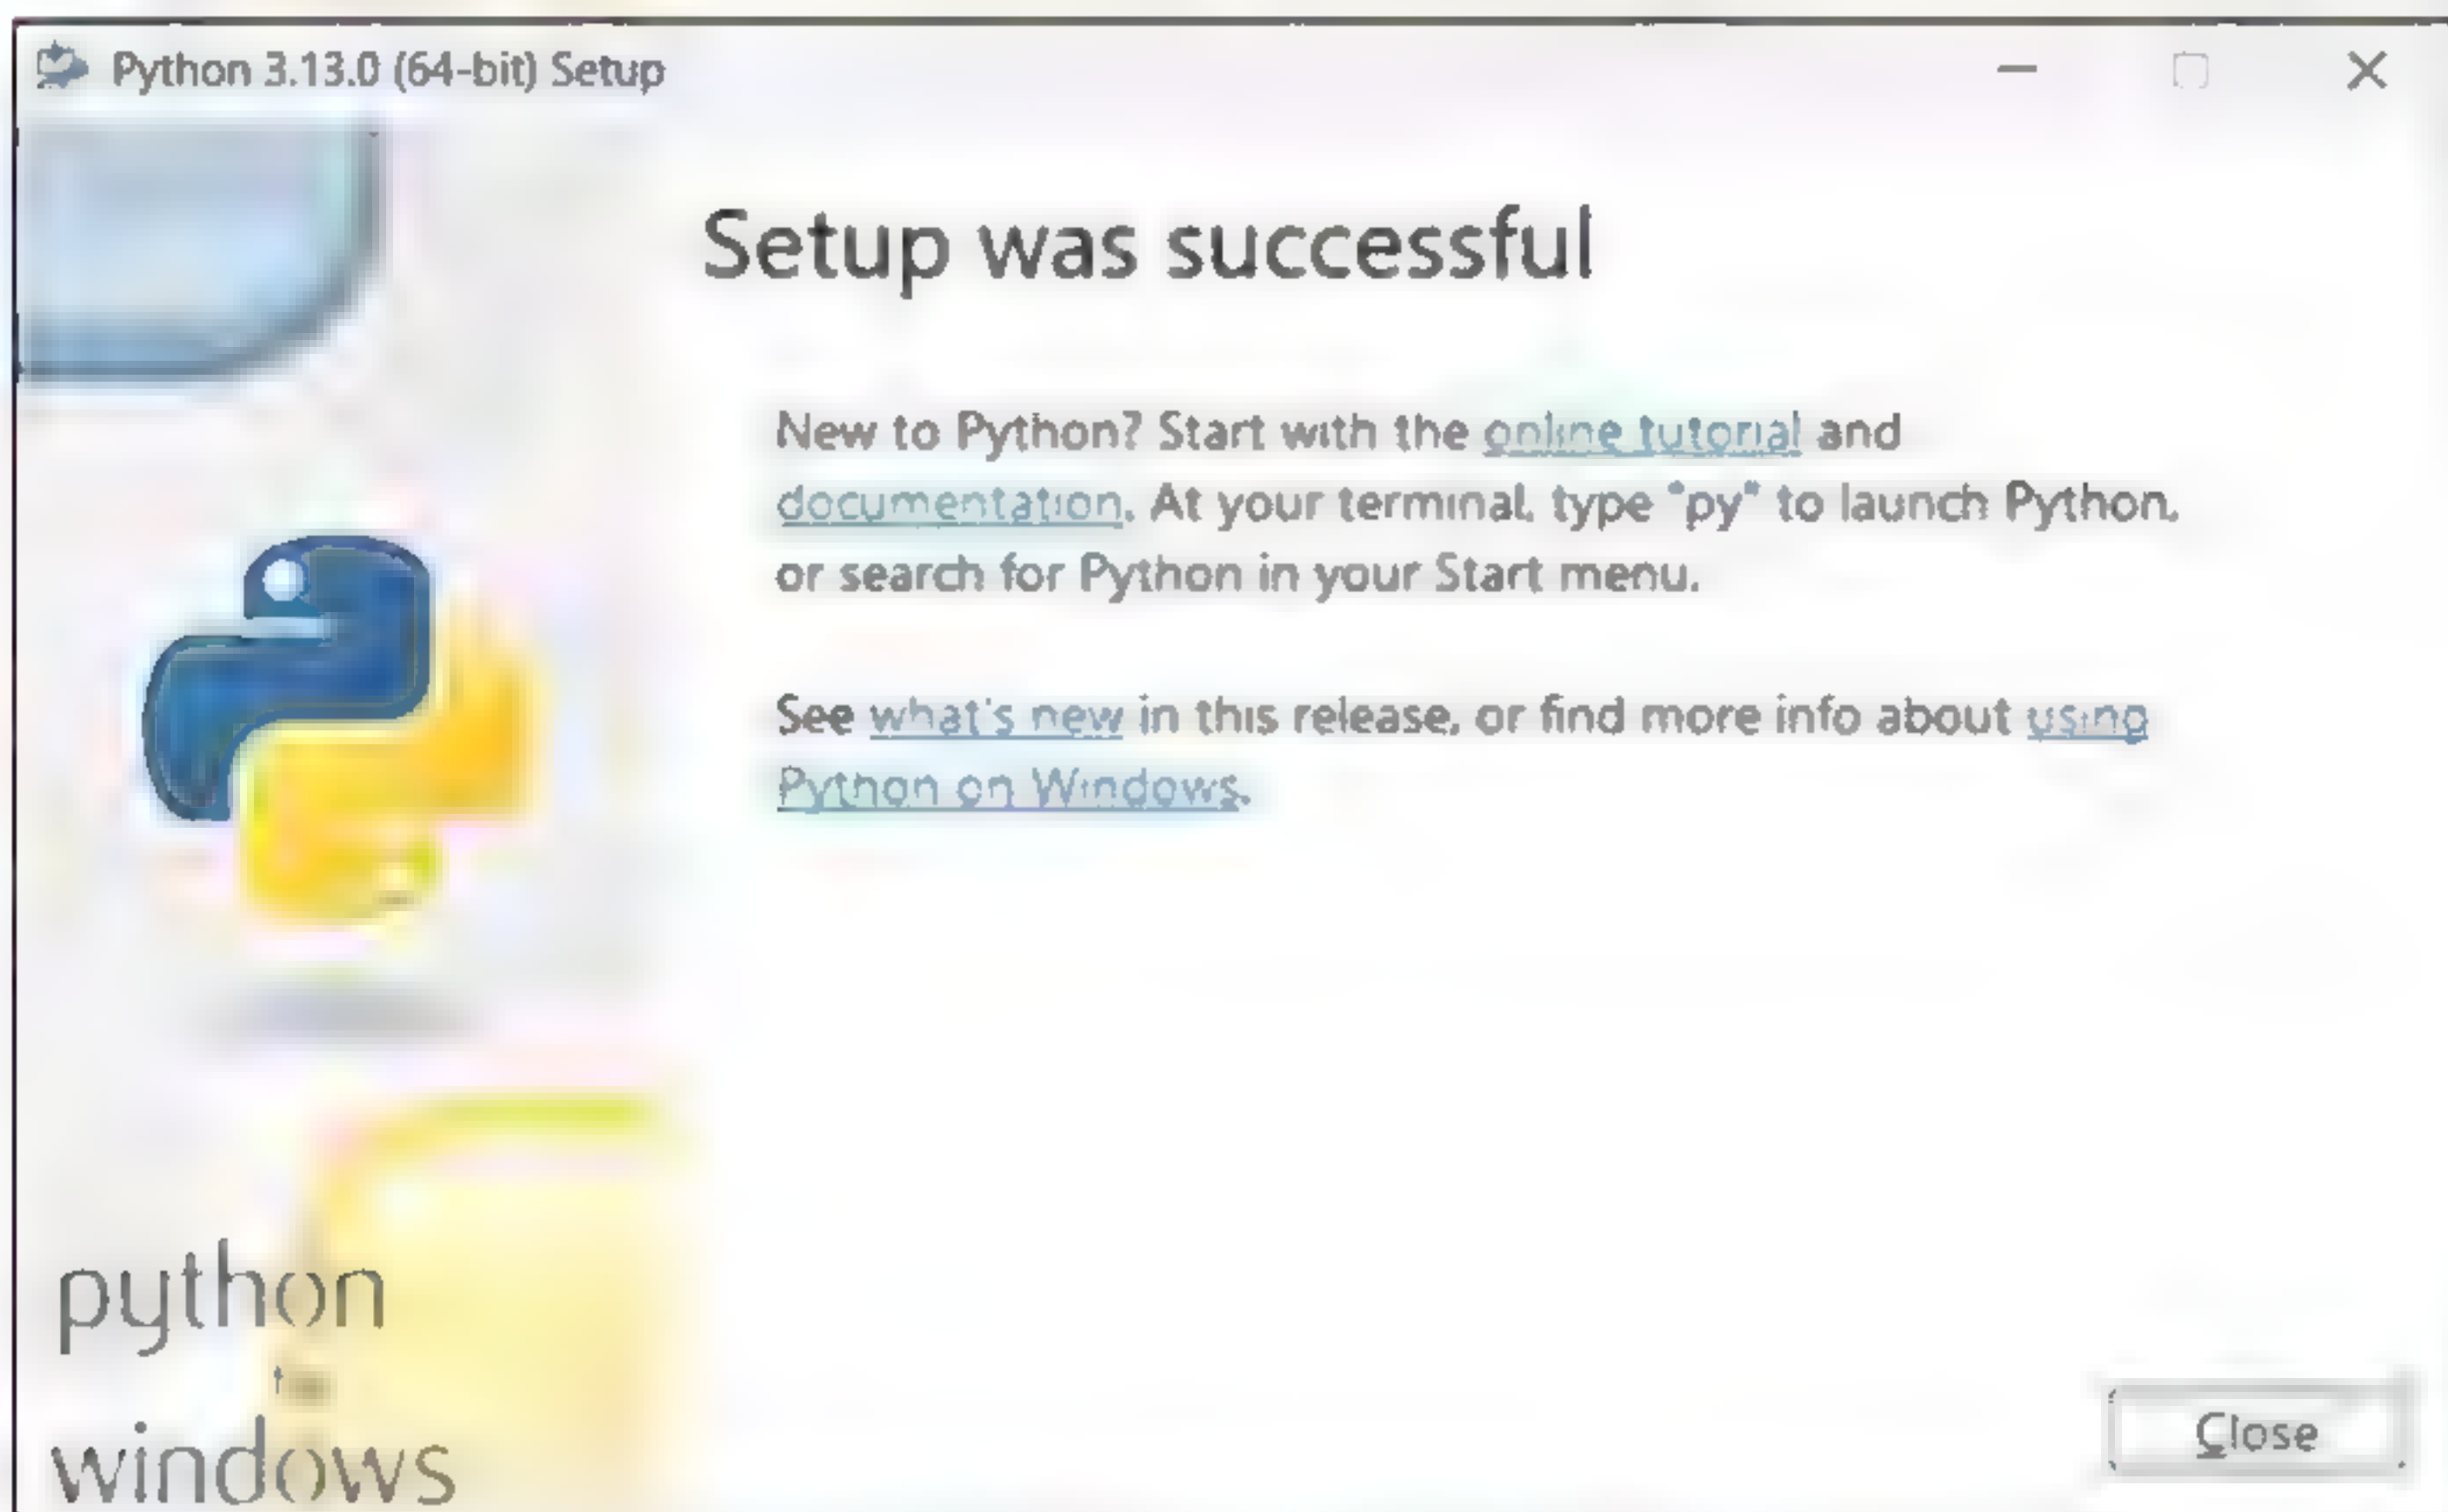 Python 3.13.0 (64-bit) Setup
Setup was successful
New to Python? Start with the online tutorial and
documentation. At your terminal, type "py" to launch Python,
or search for Python in your Start menu.
See what's new in this release, or find more info about using
Python on Windows.
python
windows
Close